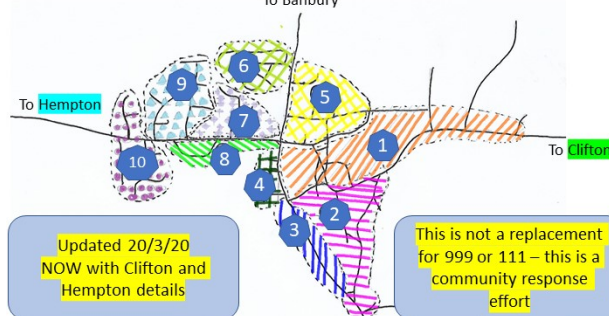 To Banbury
6
9
5
To Hempton
7
1
To Clifton
10
8
4
2
3
Updated 20/3/20
NOW with Clifton and
Hempton details
This is not a replacement
for 999 or 111 – this is a
community response
effort